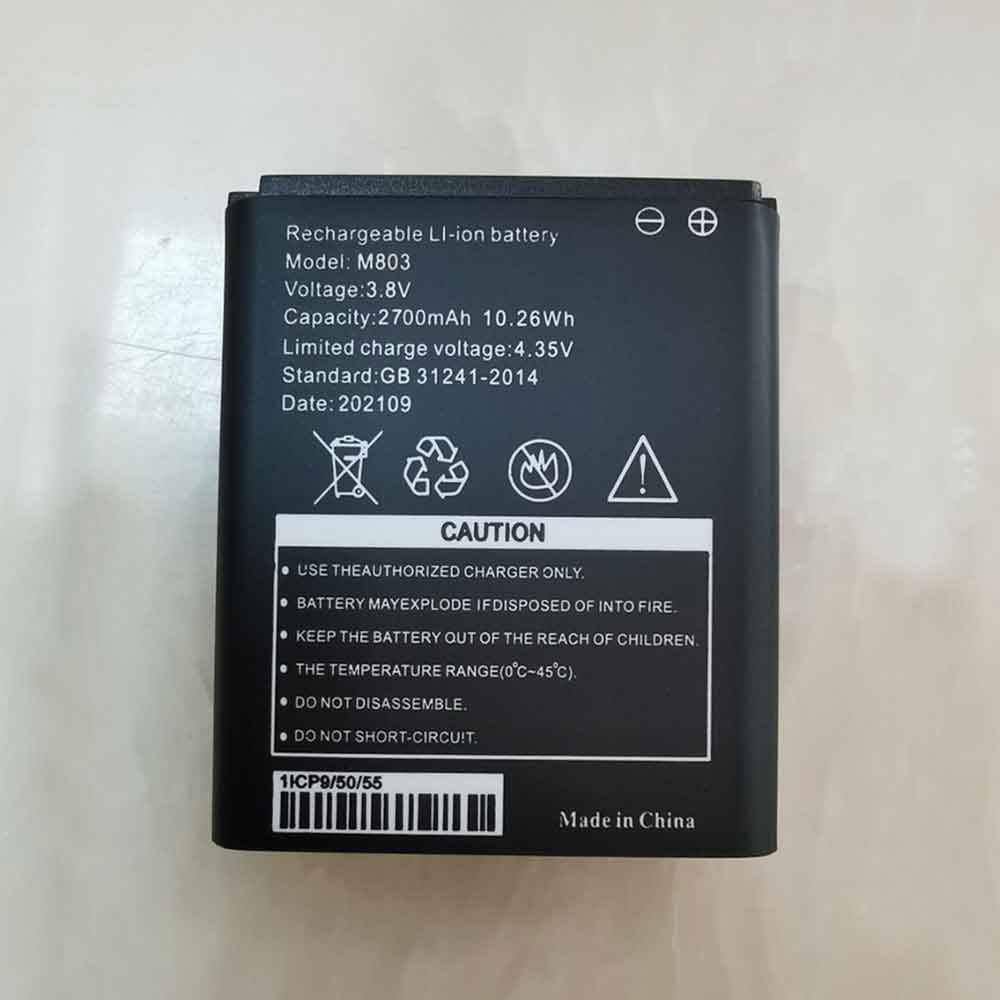 Rechargeable LI-ion battery
Model: M803
Voltage:3.8V
Capacity:2700mAh 10.26Wh
Limited charge voltage:4.35V
Standard:GB 31241-2014
Date: 202109
CAUTION
• USE THEAUTHORIZED CHARGER ONLY.
• BATTERY MAYEXPLODE IFDISPOSED OF INTO FIRE.
• KEEP THE BATTERY OUT OF THE REACH OF CHILDREN.
• THE TEMPERATURE RANGE(0°C~45°C).
• DO NOT DISASSEMBLE.
• DO NOT SHORT-CIRCUIT.
1ICP9/50/55
Made in China